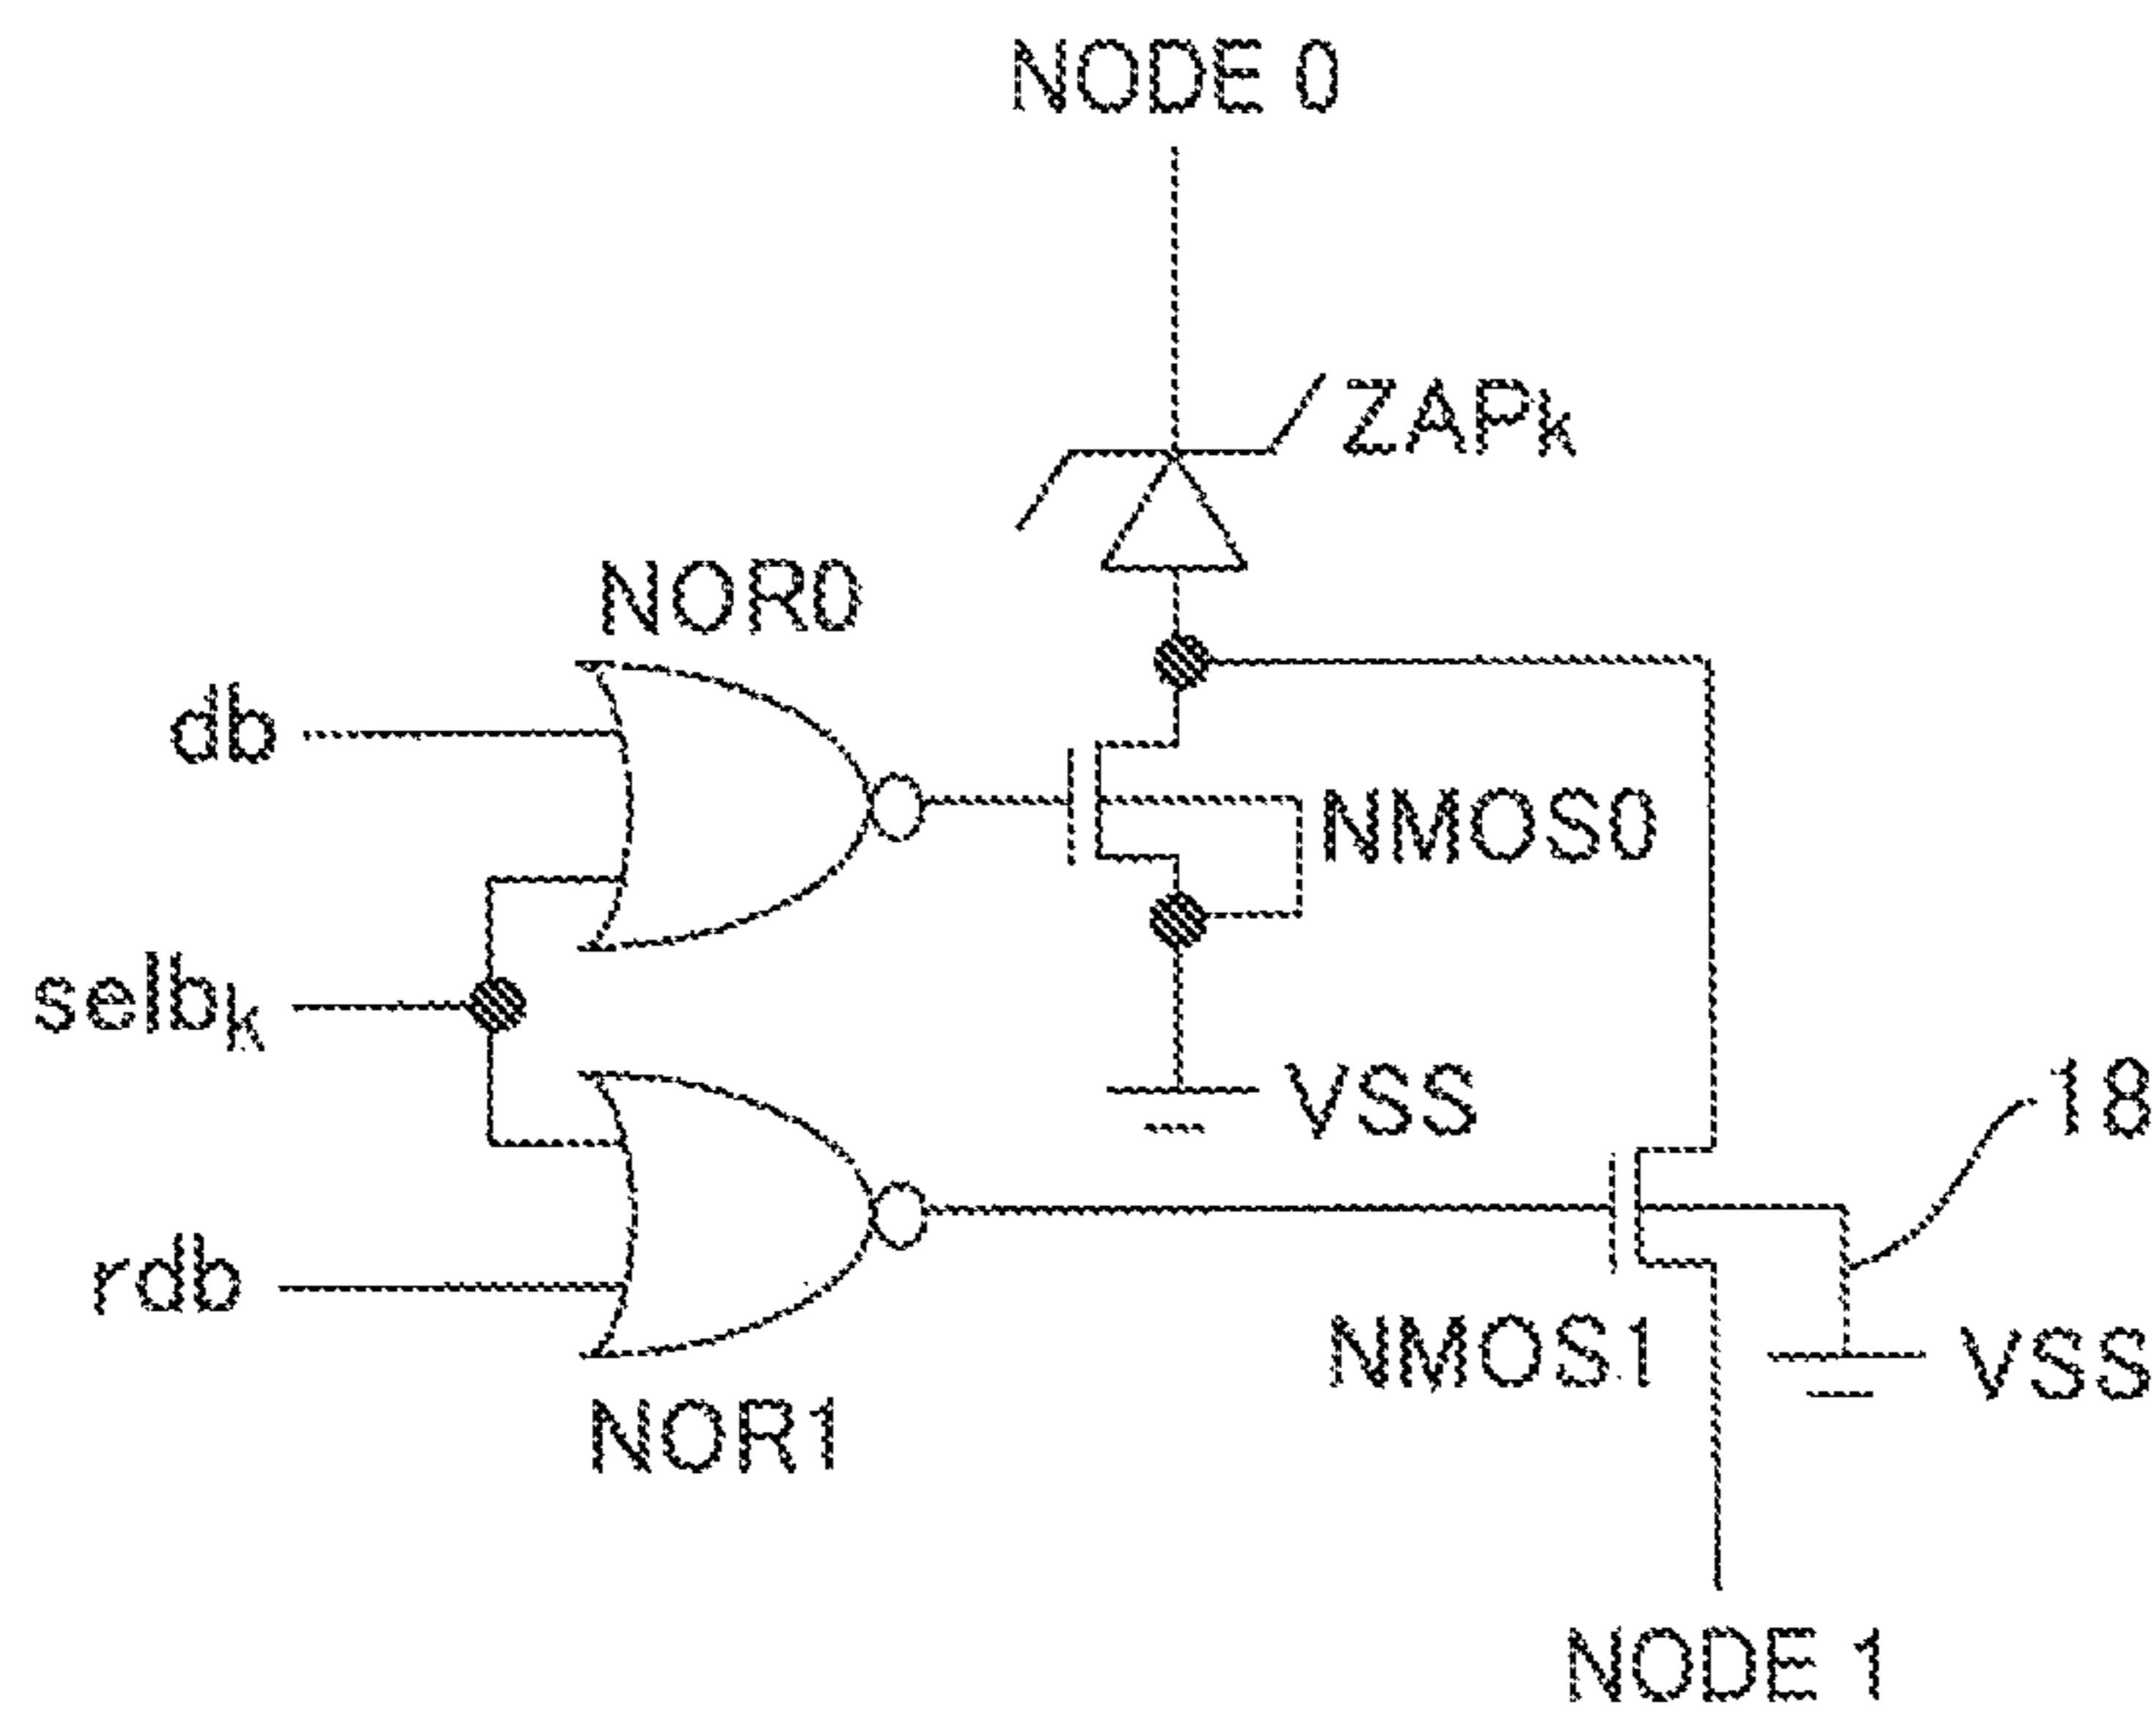 NODE 0
ZAPk
NOR0
db
NMOS0
selbk
VSS
18
rdb
NMOS1
VSS
NOR1
NODE 1